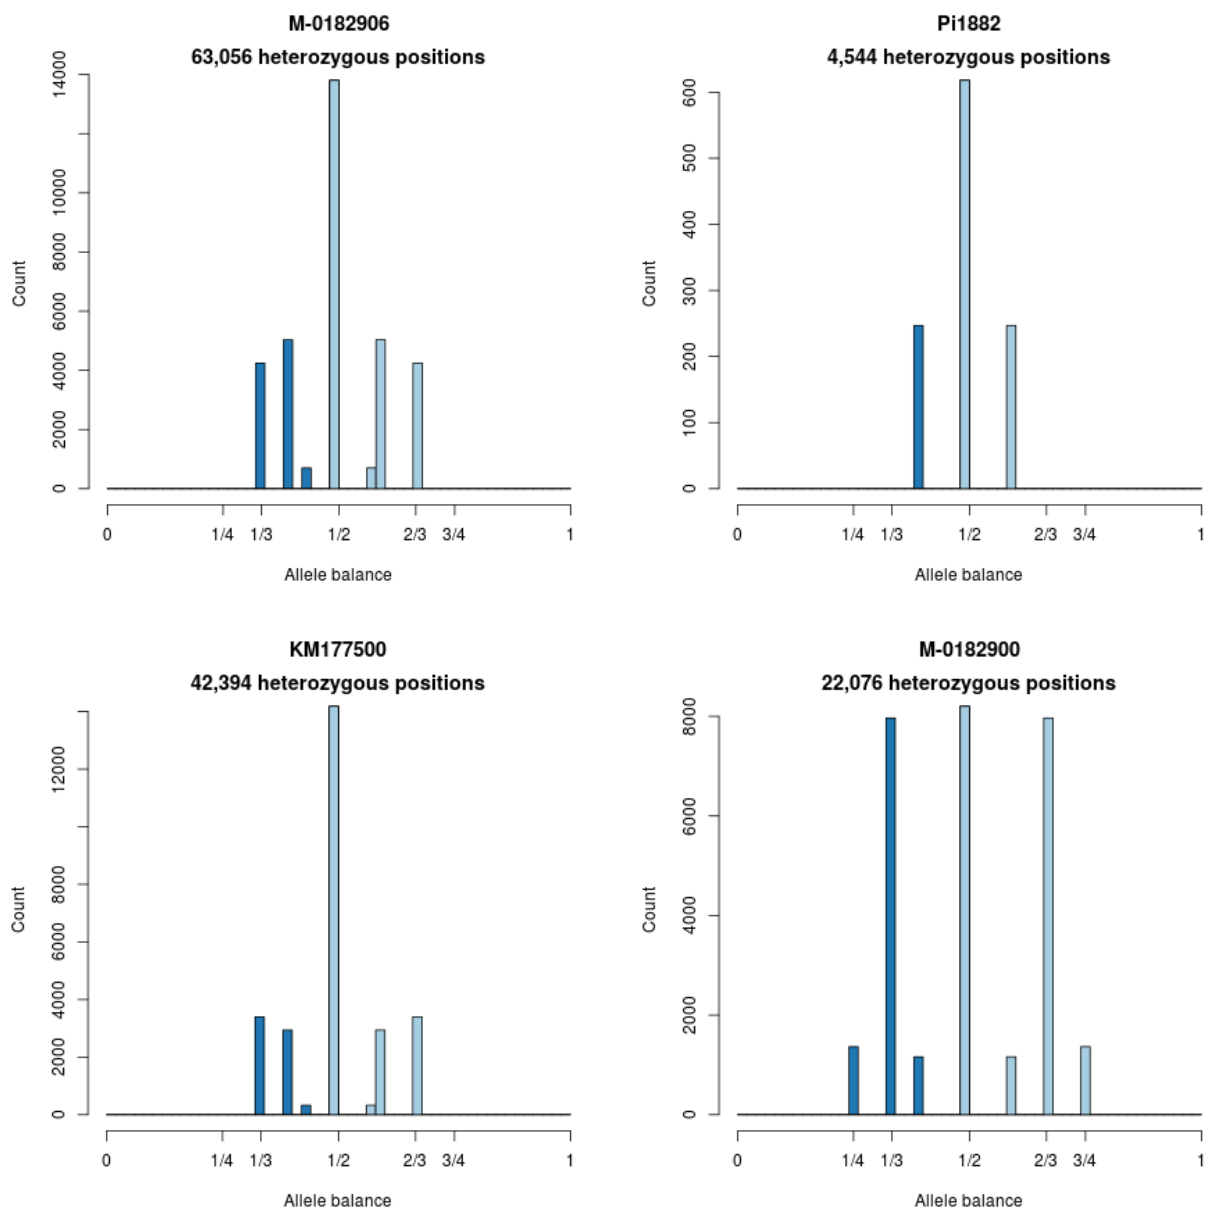 M-0182906
63,056 heterozygous positions
Count
14000
10000
8000
6000
4000
2000
0
0 1/4 1/3 1/2 2/3 3/4 1
Allele balance
Pi1882
4,544 heterozygous positions
Count
600
500
400
300
200
100
0
0 1/4 1/3 1/2 2/3 3/4 1
Allele balance
KM177500
42,394 heterozygous positions
Count
12000
8000
6000
4000
2000
0
0 1/4 1/3 1/2 2/3 3/4 1
Allele balance
M-0182900
22,076 heterozygous positions
Count
8000
6000
4000
2000
0
0 1/4 1/3 1/2 2/3 3/4 1
Allele balance